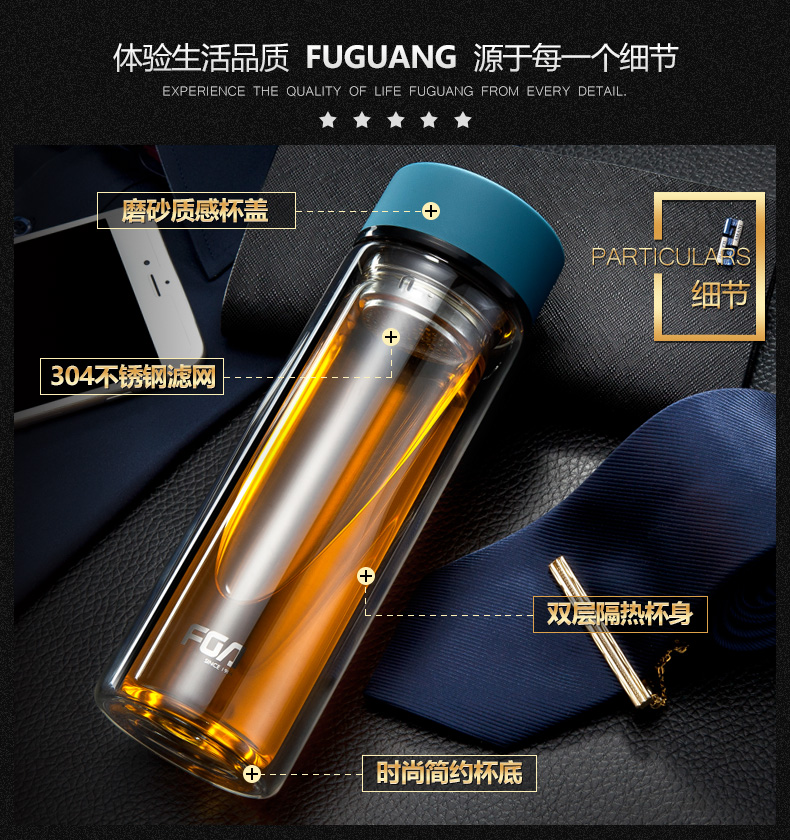 体验生活品质 FUGUANG 源于每一个细节
EXPERIENCE THE QUALITY OF LIFE FUGUANG FROM EVERY DETAIL.
磨砂质感杯盖
PARTICULARS
细节
304不锈钢滤网
双层隔热杯身
FGA
时尚简约杯底